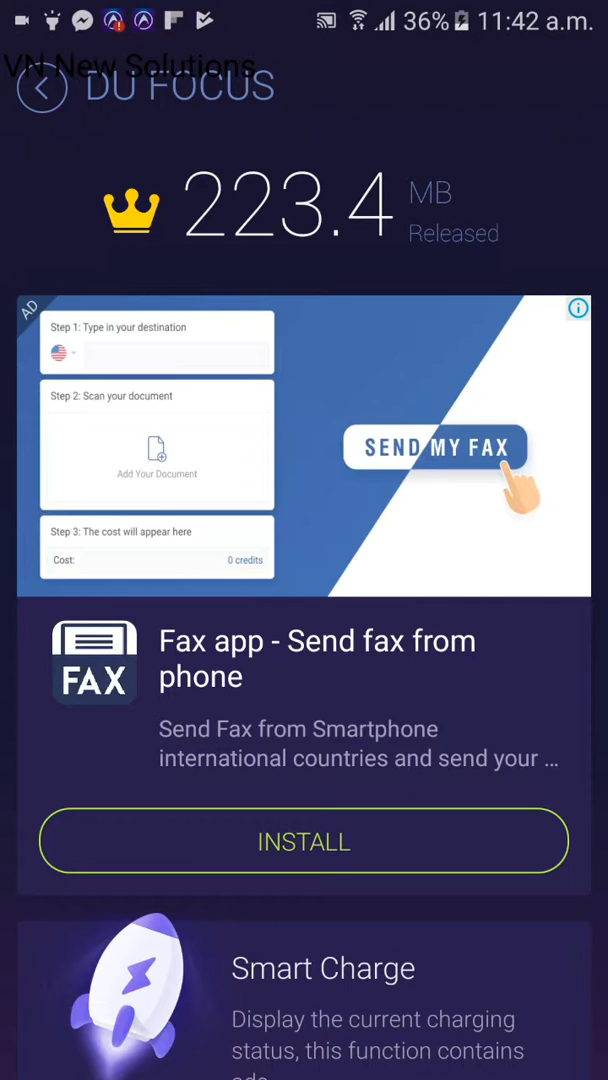 36% 11:42 a.m.
VN New Solutions
DU FOCUS
223.4 MB
Released
AD
Step 1: Type in your destination
Step 2: Scan your document
Add Your Document
Step 3: The cost will appear here
Cost: 0 credits
SEND MY FAX
FAX
Fax app - Send fax from
phone
Send Fax from Smartphone
international countries and send your ...
INSTALL
Smart Charge
Display the current charging
status, this function contains